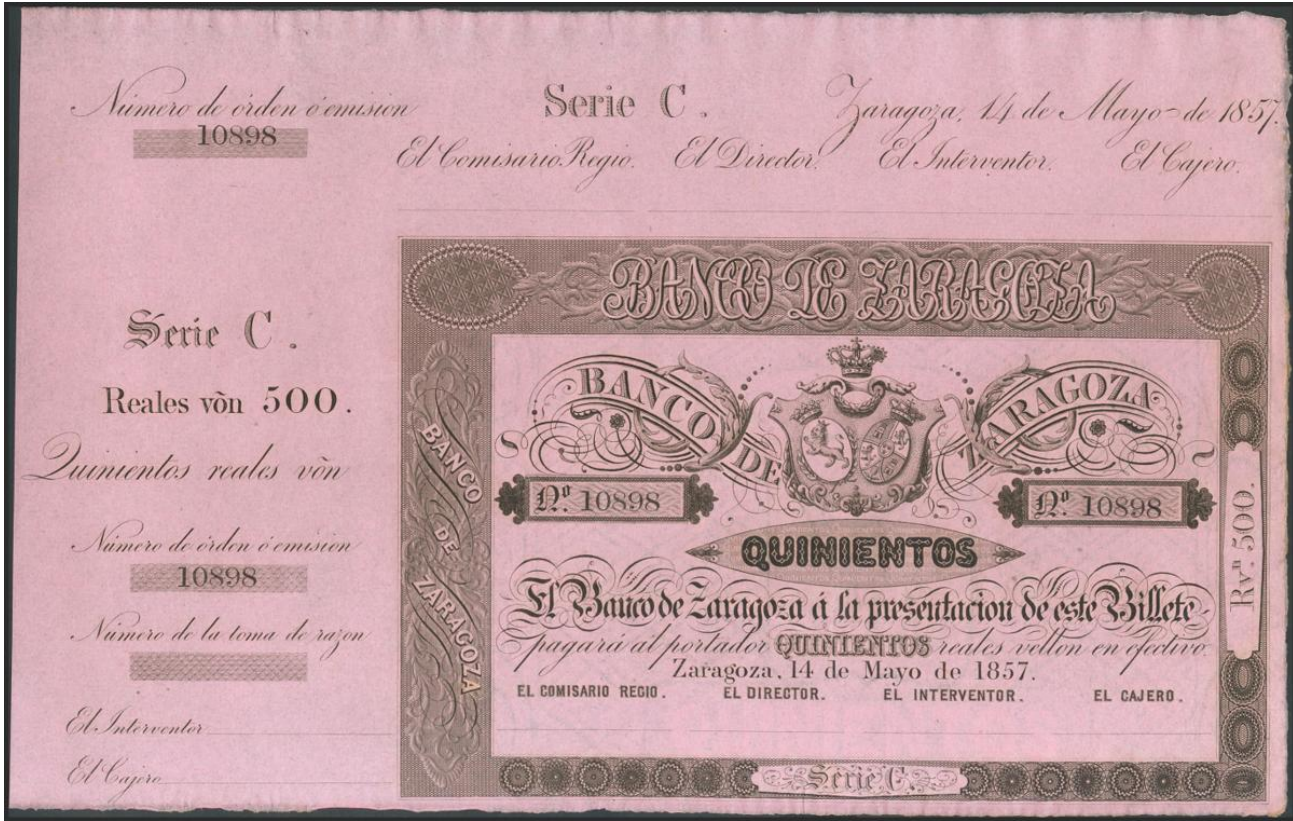 Número de órden ó emision
10898
Serie C.
Zaragoza, 14 de Mayo de 1857.
El Comisario Regio. El Director. El Interventor. El Cajero.
Serie C.
Reales võn 500.
Quinientos reales võn
Número de órden ó emision
10898
Número de la toma de razon
El Interventor
El Cajero
BANCO DE ZARAGOZA
BANCO DE ZARAGOZA
BANCO DE ZARAGOZA
Nº. 10898
Nº. 10898
QUINIENTOS
El Banco de Zaragoza á la presentacion de este Billete
pagará al portador QUINIENTOS reales vellon en efectivo.
Zaragoza, 14 de Mayo de 1857.
EL COMISARIO REGIO. EL DIRECTOR. EL INTERVENTOR. EL CAJERO.
Rv.ⁿ 500.
Serie C.